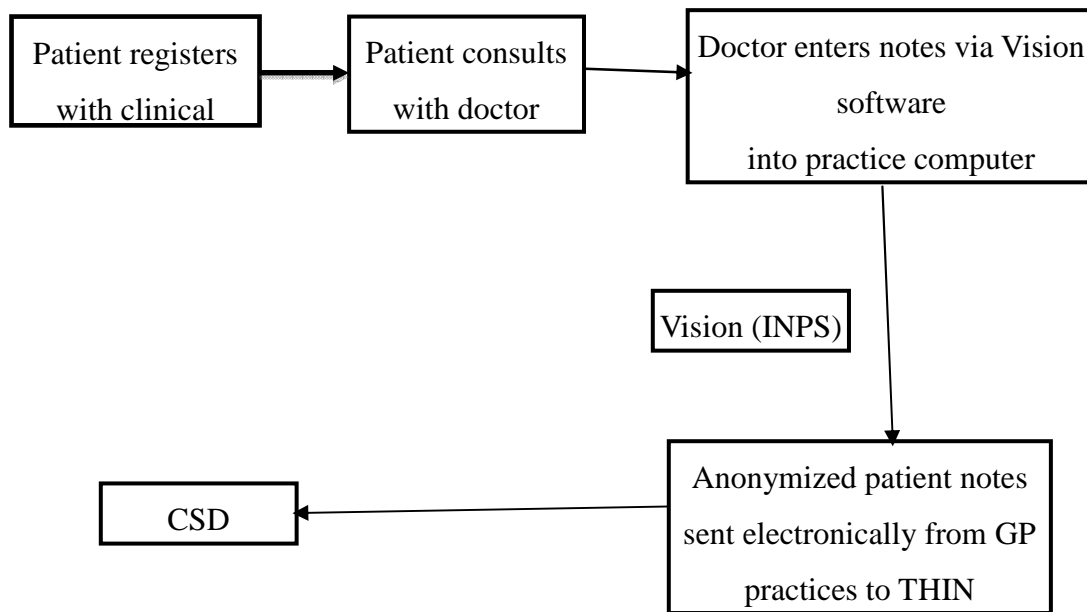 Patient registers
with clinical
Patient consults
with doctor
Doctor enters notes via Vision
software
into practice computer
Vision (INPS)
Anonymized patient notes
sent electronically from GP
practices to THIN
CSD